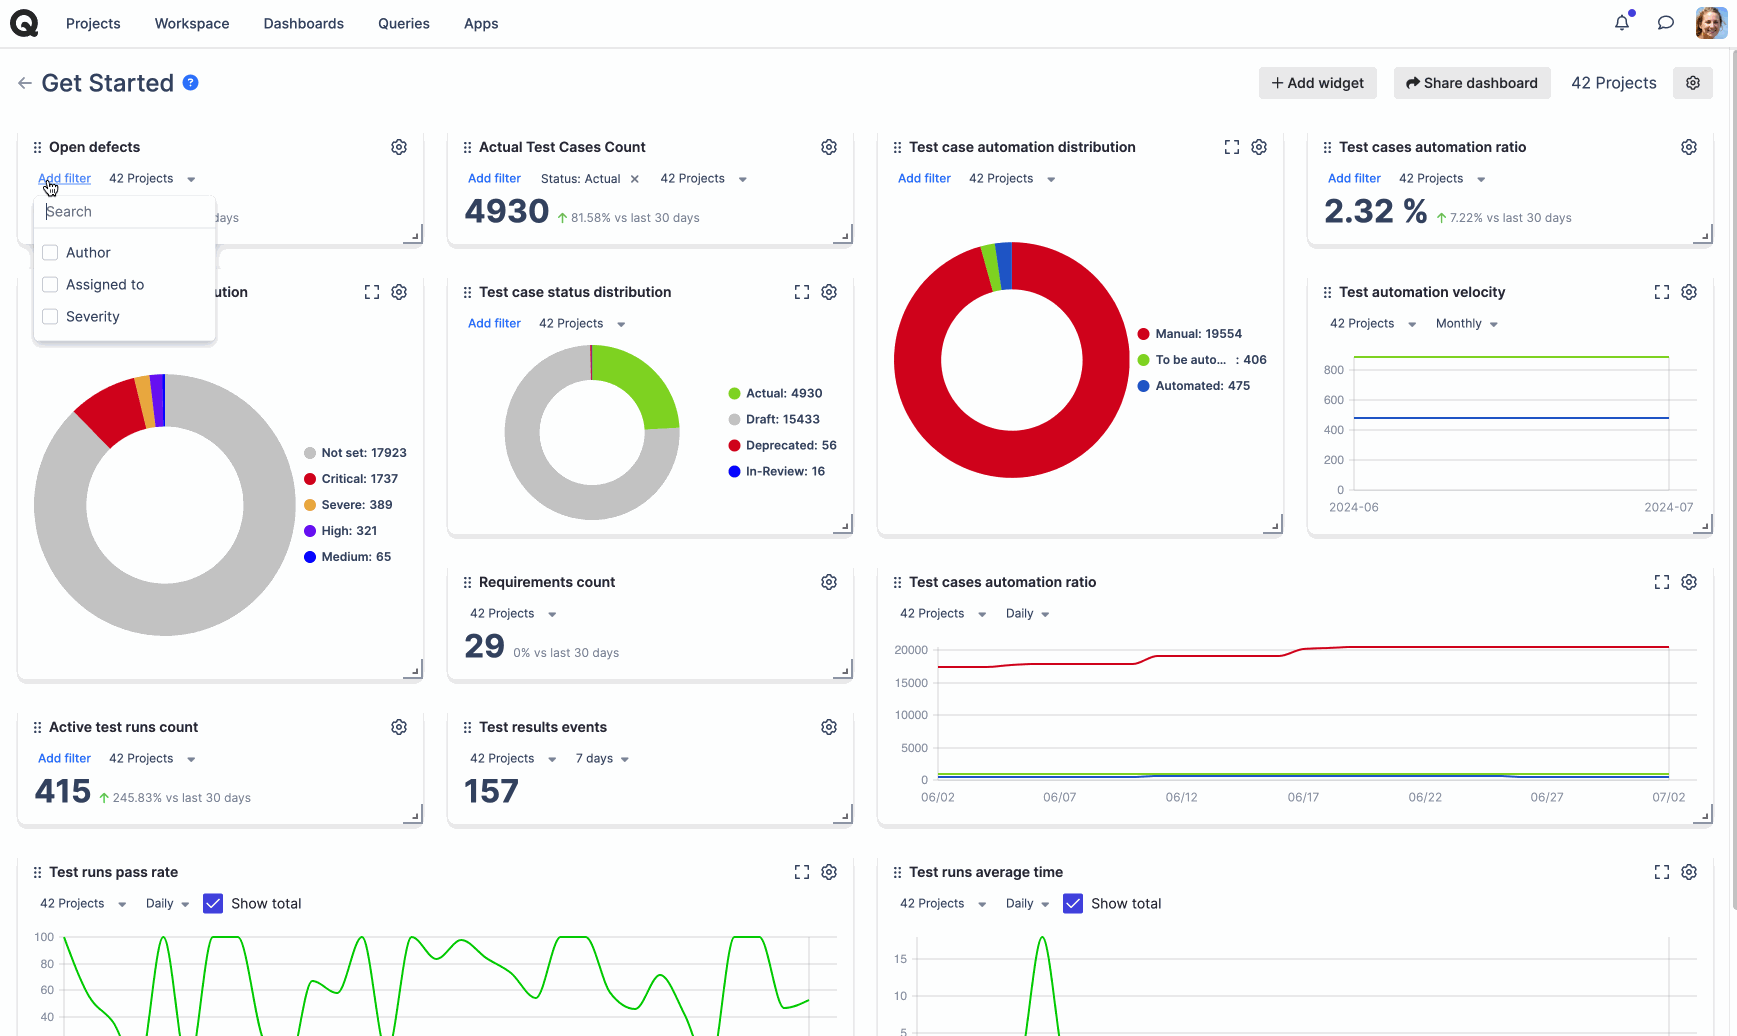 Projects Workspace Dashboards Queries Apps
Get Started ?
+ Add widget Share dashboard 42 Projects
Open defects
Add filter 42 Projects
Search
days
Author
Assigned to
Severity
Actual Test Cases Count
Add filter Status: Actual × 42 Projects
4930 ↑ 81.58% vs last 30 days
Test case automation distribution
Add filter 42 Projects
Manual: 19554
To be auto... : 406
Automated: 475
Test cases automation ratio
Add filter 42 Projects
2.32 % ↑ 7.22% vs last 30 days
ution
Not set: 17923
Critical: 1737
Severe: 389
High: 321
Medium: 65
Test case status distribution
Add filter 42 Projects
Actual: 4930
Draft: 15433
Deprecated: 56
In-Review: 16
Test automation velocity
42 Projects Monthly
800
600
400
200
0
2024-06 2024-07
Requirements count
42 Projects
29 0% vs last 30 days
Test cases automation ratio
42 Projects Daily
20000
15000
10000
5000
0
06/02 06/07 06/12 06/17 06/22 06/27 07/02
Active test runs count
Add filter 42 Projects
415 ↑ 245.83% vs last 30 days
Test results events
42 Projects 7 days
157
Test runs pass rate
42 Projects Daily Show total
100
80
60
40
Test runs average time
42 Projects Daily Show total
15
10
5